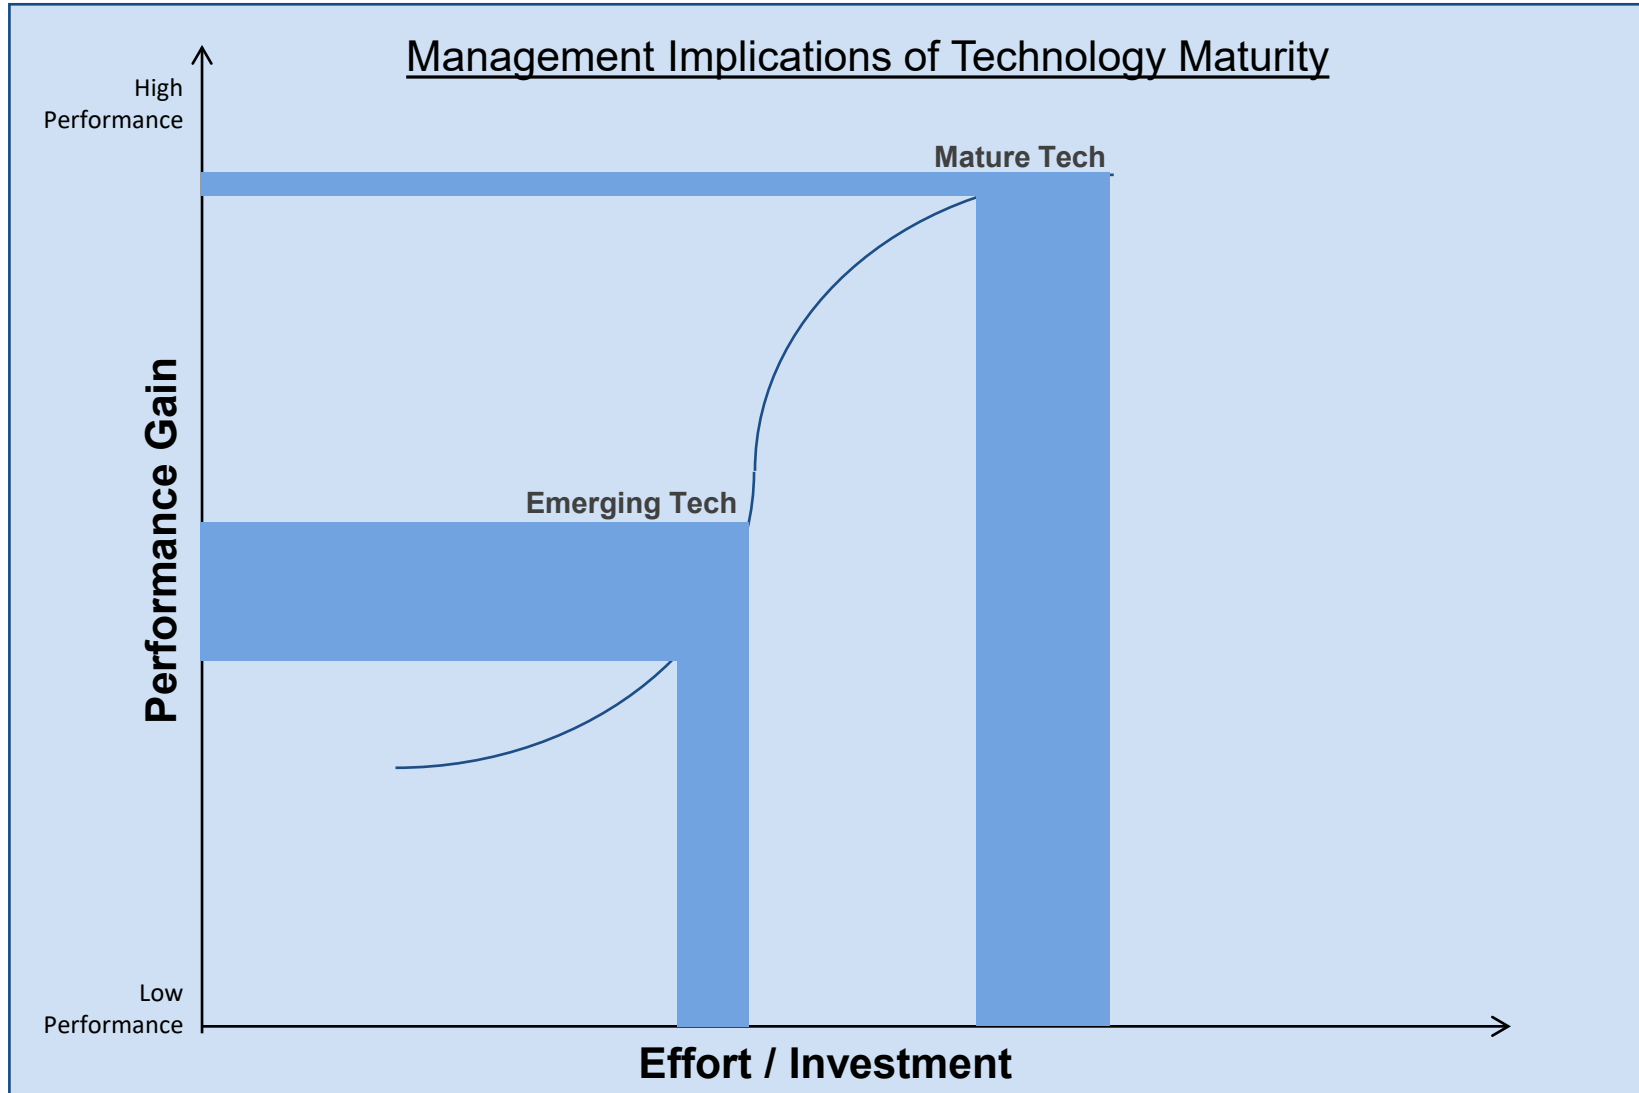 Management Implications of Technology Maturity
High
Performance
Mature Tech
Emerging Tech
Performance Gain
Low
Performance
Effort / Investment